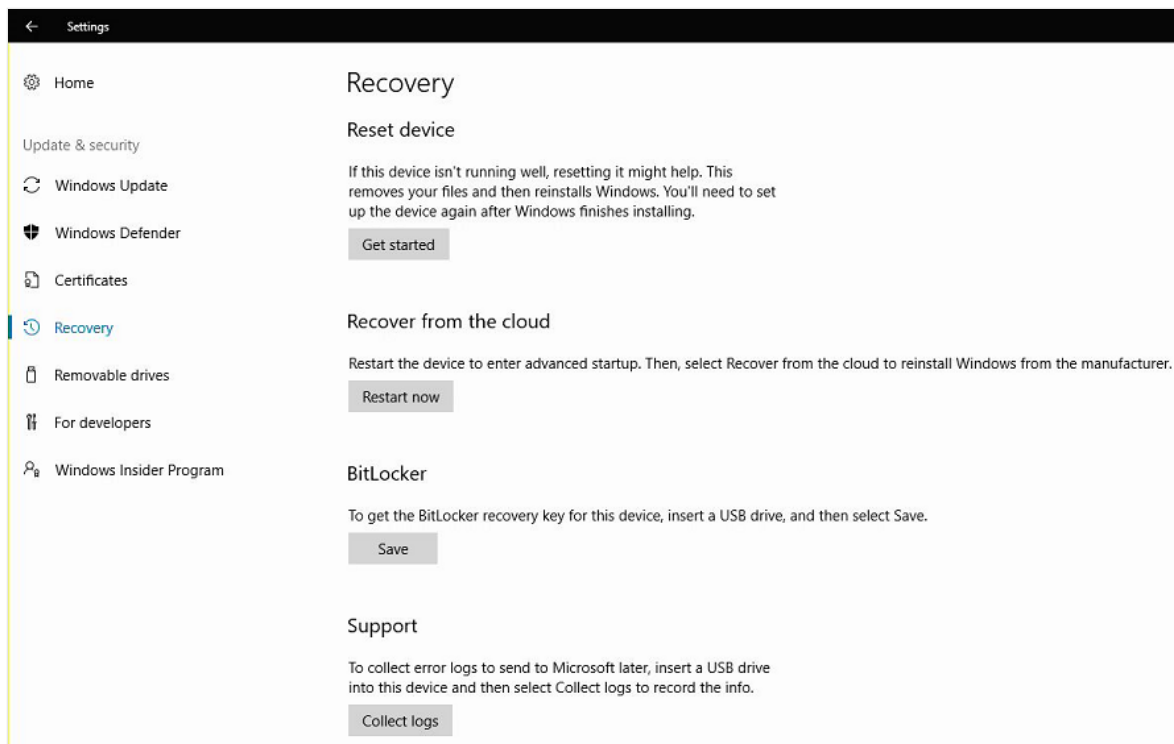 Settings
Home
Update & security
Windows Update
Windows Defender
Certificates
Recovery
Removable drives
For developers
Windows Insider Program
Recovery
Reset device
If this device isn't running well, resetting it might help. This
removes your files and then reinstalls Windows. You'll need to set
up the device again after Windows finishes installing.
Get started
Recover from the cloud
Restart the device to enter advanced startup. Then, select Recover from the cloud to reinstall Windows from the manufacturer.
Restart now
BitLocker
To get the BitLocker recovery key for this device, insert a USB drive, and then select Save.
Save
Support
To collect error logs to send to Microsoft later, insert a USB drive
into this device and then select Collect logs to record the info.
Collect logs